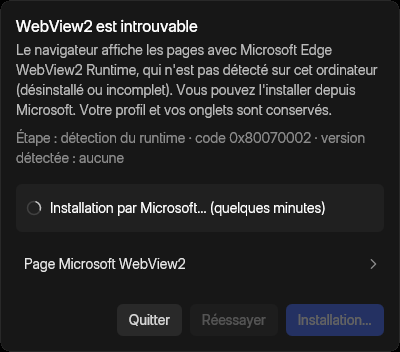 WebView2 est introuvable
Le navigateur affiche les pages avec Microsoft Edge
WebView2 Runtime, qui n'est pas détecté sur cet ordinateur
(désinstallé ou incomplet). Vous pouvez l'installer depuis
Microsoft. Votre profil et vos onglets sont conservés.
Étape : détection du runtime · code 0x80070002 · version
détectée : aucune
Installation par Microsoft... (quelques minutes)
Page Microsoft WebView2
Quitter Réessayer Installation...